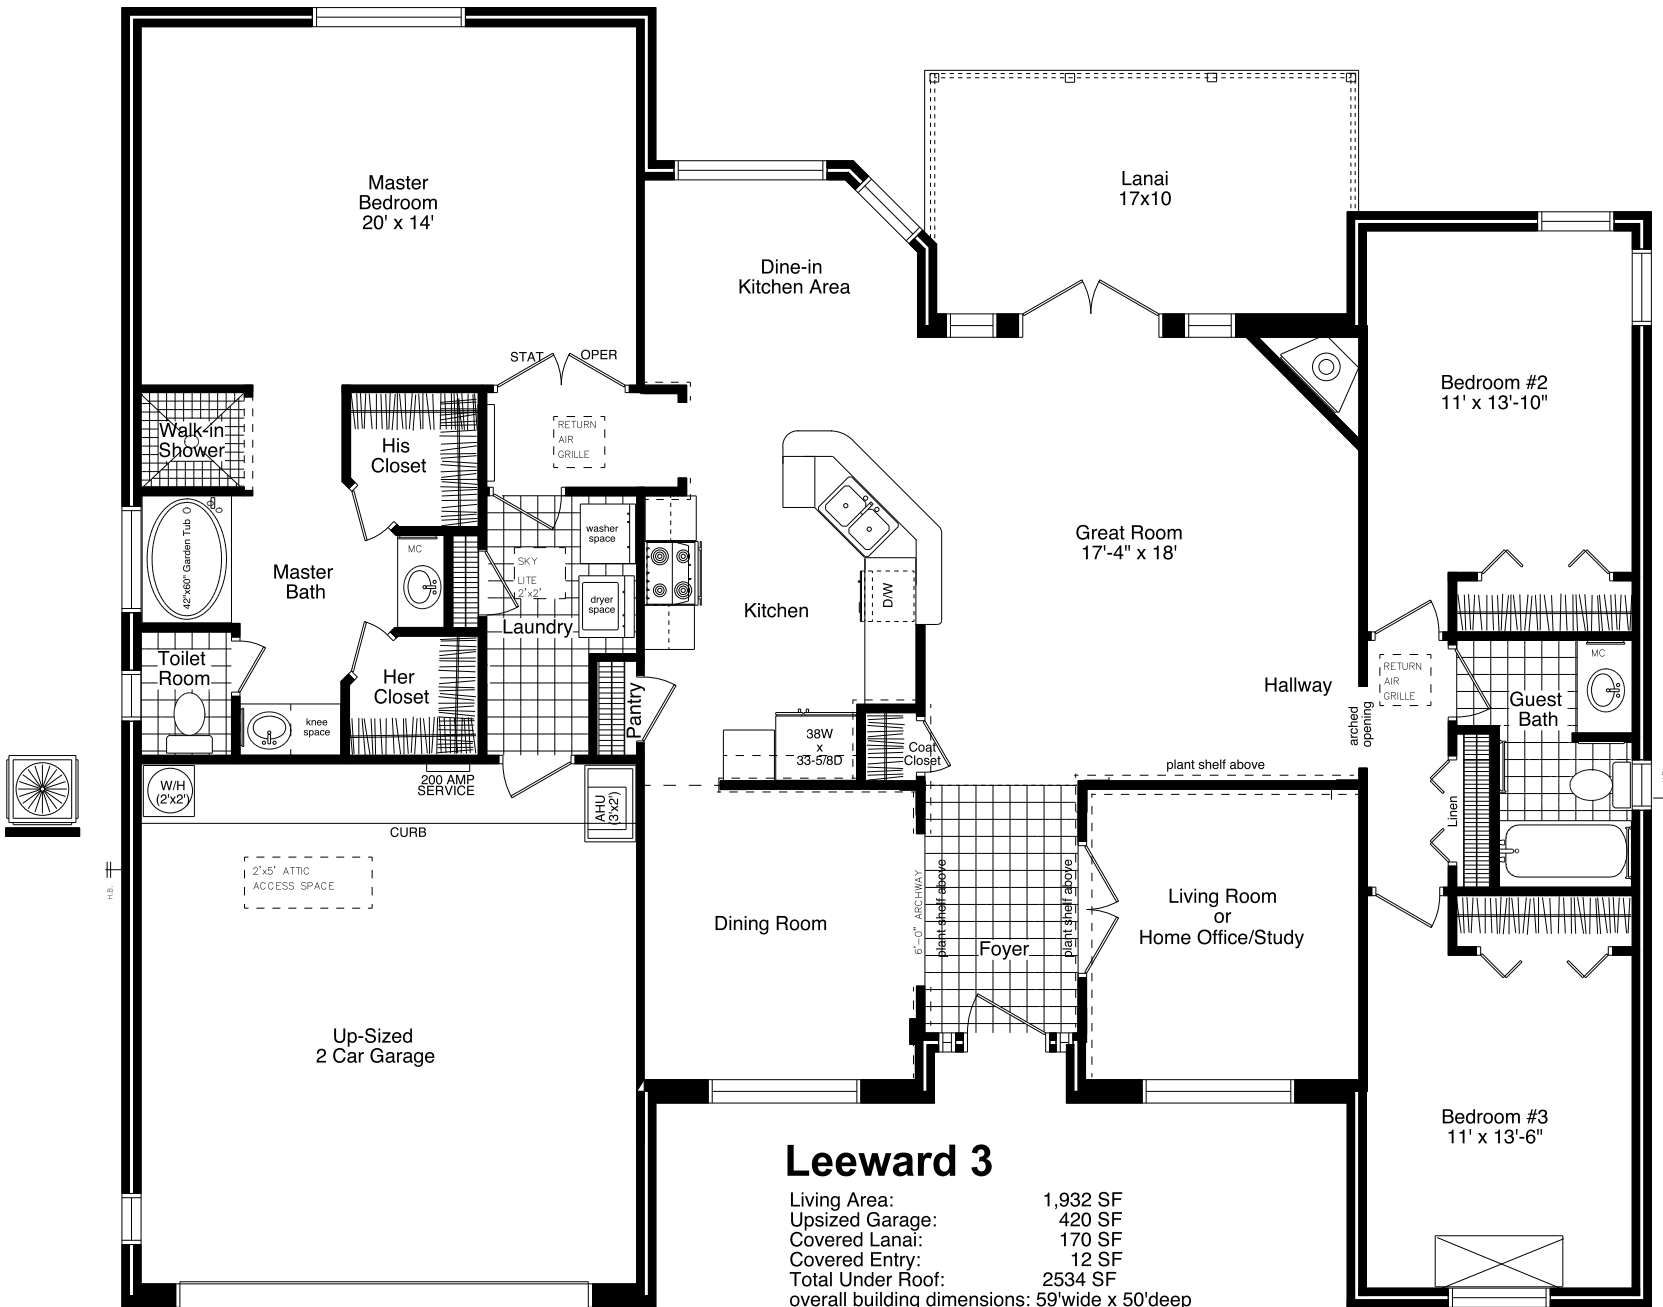 Master
Bedroom
20' x 14'
Lanai
17x10
Dine-in
Kitchen Area
STAT
OPER
Bedroom #2
11' x 13'-10"
Walk-in
Shower
His
Closet
RETURN
AIR
GRILLE
42"x60" Garden Tub
MC
Master
Bath
SKY
LITE
2'x2'
washer
space
dryer
space
Laundry
Kitchen
D/W
Great Room
17'-4" x 18'
Toilet
Room
Her
Closet
knee
space
Pantry
38W
x
33-5/8D
Coat
Closet
Hallway
arched
opening
RETURN
AIR
GRILLE
MC
Guest
Bath
plant shelf above
Linen
W/H
(2'x2')
200 AMP
SERVICE
AHU
(3'x2')
CURB
H.B.
2'x5' ATTIC
ACCESS SPACE
Dining Room
6'-0" ARCHWAY
plant shelf above
Foyer
plant shelf above
Living Room
or
Home Office/Study
Up-Sized
2 Car Garage
Bedroom #3
11' x 13'-6"
Leeward 3
Living Area: 1,932 SF
Upsized Garage: 420 SF
Covered Lanai: 170 SF
Covered Entry: 12 SF
Total Under Roof: 2534 SF
overall building dimensions: 59'wide x 50'deep